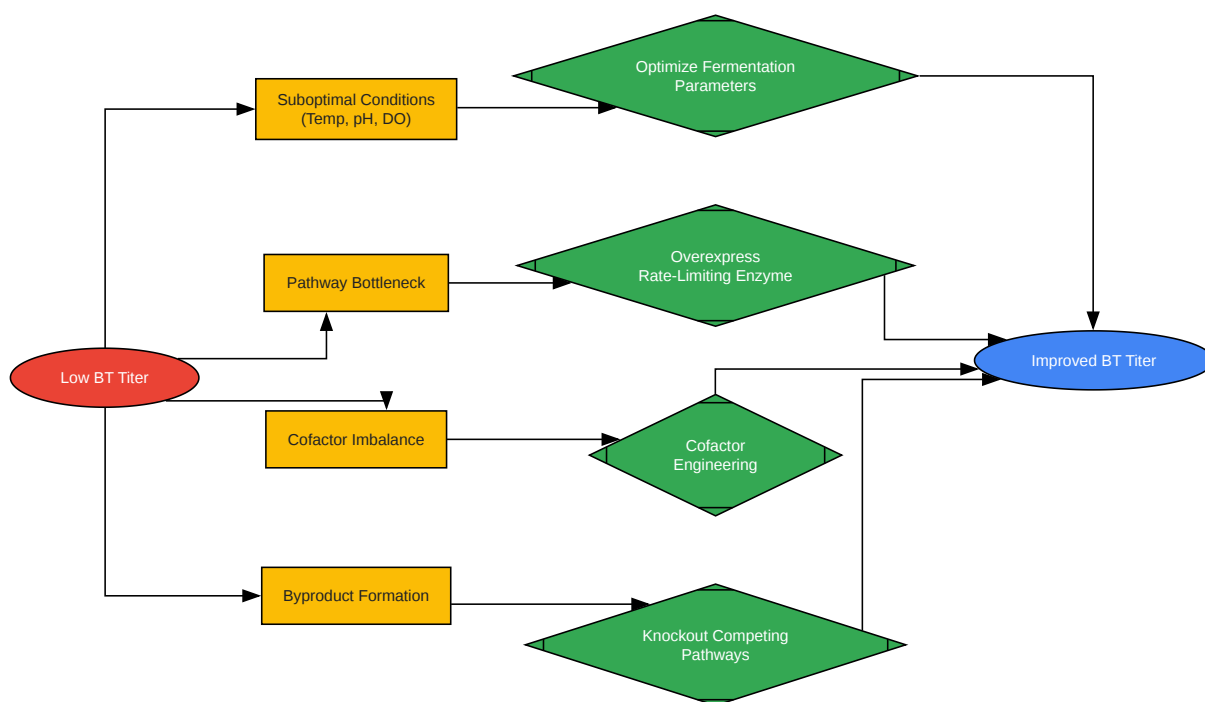 Optimize Fermentation
Parameters
Suboptimal Conditions
(Temp, pH, DO)
Overexpress
Rate-Limiting Enzyme
Pathway Bottleneck
Improved BT Titer
Low BT Titer
Cofactor Imbalance
Cofactor
Engineering
Byproduct Formation
Knockout Competing
Pathways